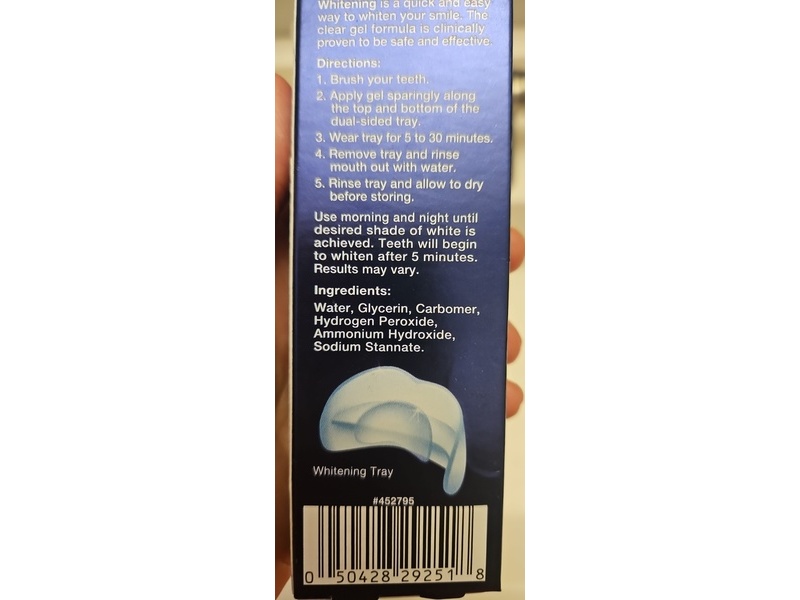 Whitening is a quick and easy
way to whiten your smile. The
clear gel formula is clinically
proven to be safe and effective.
Directions:
1. Brush your teeth.
2. Apply gel sparingly along
the top and bottom of the
dual-sided tray.
3. Wear tray for 5 to 30 minutes.
4. Remove tray and rinse
mouth out with water.
5. Rinse tray and allow to dry
before storing.
Use morning and night until
desired shade of white is
achieved. Teeth will begin
to whiten after 5 minutes.
Results may vary.
Ingredients:
Water, Glycerin, Carbomer,
Hydrogen Peroxide,
Ammonium Hydroxide,
Sodium Stannate.
Whitening Tray
#452795
0 50428 29251 8